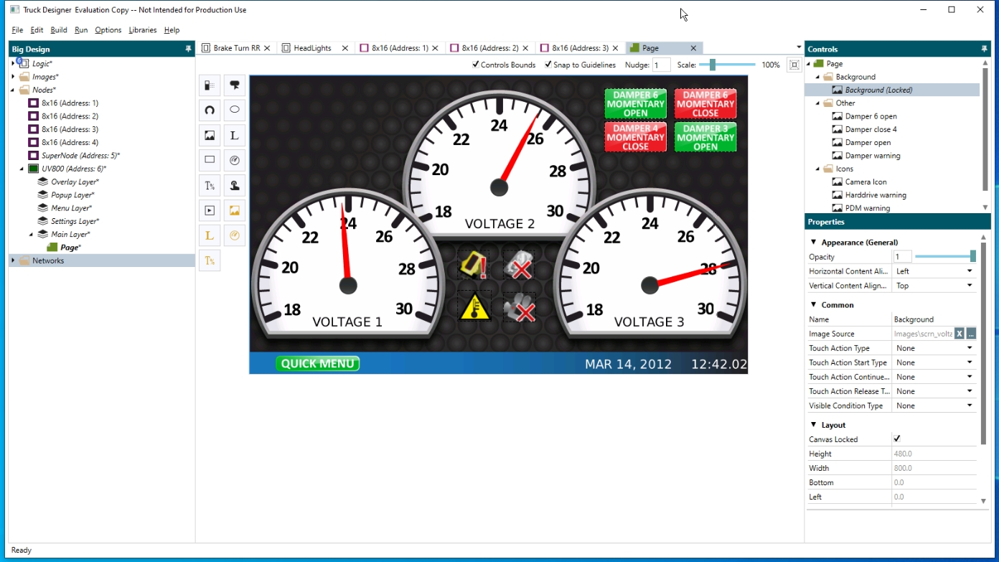 Truck Designer Evaluation Copy -- Not Intended for Production Use
File Edit Build Run Options Libraries Help
Big Design
Logic*
Images*
Nodes*
8x16 (Address: 1)
8x16 (Address: 2)
8x16 (Address: 3)
8x16 (Address: 4)
SuperNode (Address: 5)*
UV800 (Address: 6)*
Overlay Layer*
Popup Layer*
Menu Layer*
Settings Layer*
Main Layer*
Page*
Networks
Brake Turn RR
HeadLights
8x16 (Address: 1)
8x16 (Address: 2)
8x16 (Address: 3)
Page
Controls Bounds
Snap to Guidelines
Nudge: 1
Scale: 100%
L
T%
L
T%
18 20 22 24 26 28 30
VOLTAGE 2
18 20 22 24 26 28 30
VOLTAGE 1
18 20 22 24 26 28 30
VOLTAGE 3
DAMPER 6
MOMENTARY
OPEN
DAMPER 6
MOMENTARY
CLOSE
DAMPER 4
MOMENTARY
CLOSE
DAMPER 3
MOMENTARY
OPEN
QUICK MENU
MAR 14, 2012 12:42.02
Controls
Page
Background
Background (Locked)
Other
Damper 6 open
Damper close 4
Damper open
Damper warning
Icons
Camera Icon
Harddrive warning
PDM warning
Properties
Appearance (General)
Opacity 1
Horizontal Content Ali... Left
Vertical Content Align... Top
Common
Name Background
Image Source Images\scrn_volta X ...
Touch Action Type None
Touch Action Start Type None
Touch Action Continue... None
Touch Action Release T... None
Visible Condition Type None
Layout
Canvas Locked
Height 480.0
Width 800.0
Bottom 0.0
Left 0.0
Ready